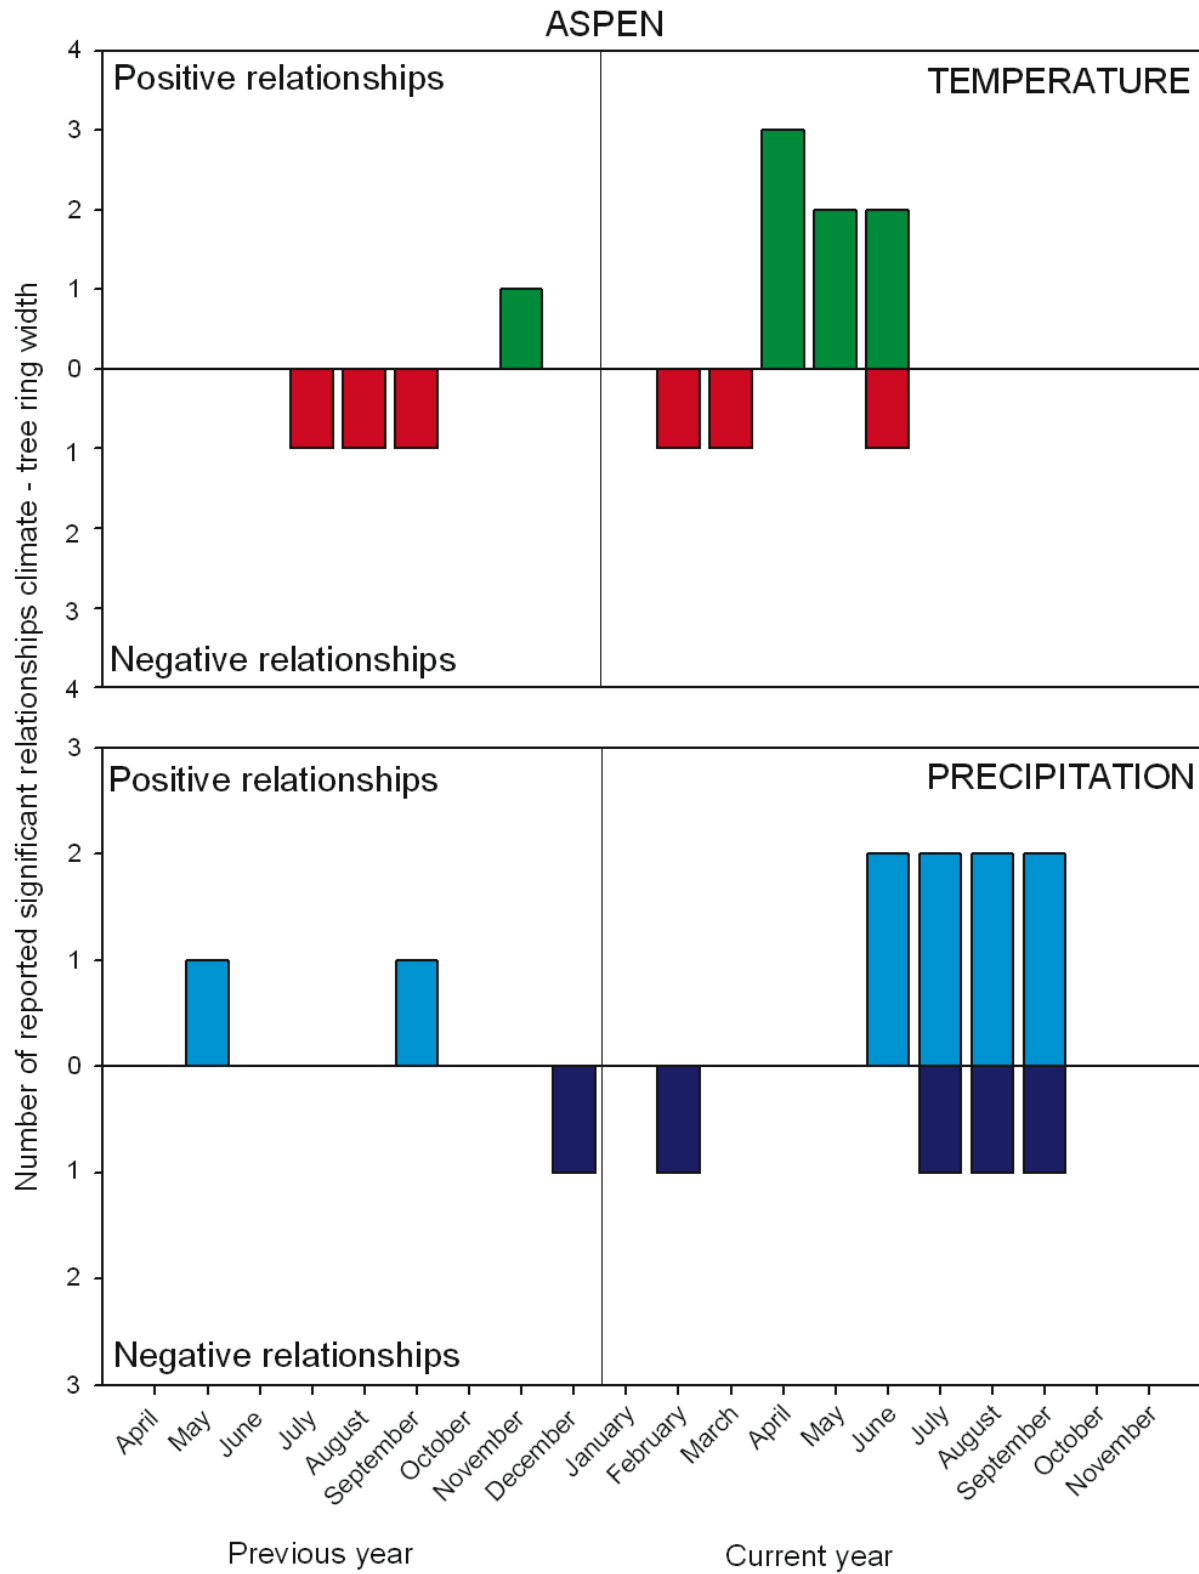 ASPEN
Positive relationships
TEMPERATURE
4
3
2
1
0
1
2
3
4
Negative relationships
Number of reported significant relationships climate - tree ring width
Positive relationships
PRECIPITATION
3
2
1
0
1
2
3
Negative relationships
April
May
June
July
August
September
October
November
December
January
February
March
April
May
June
July
August
September
October
November
Previous year
Current year